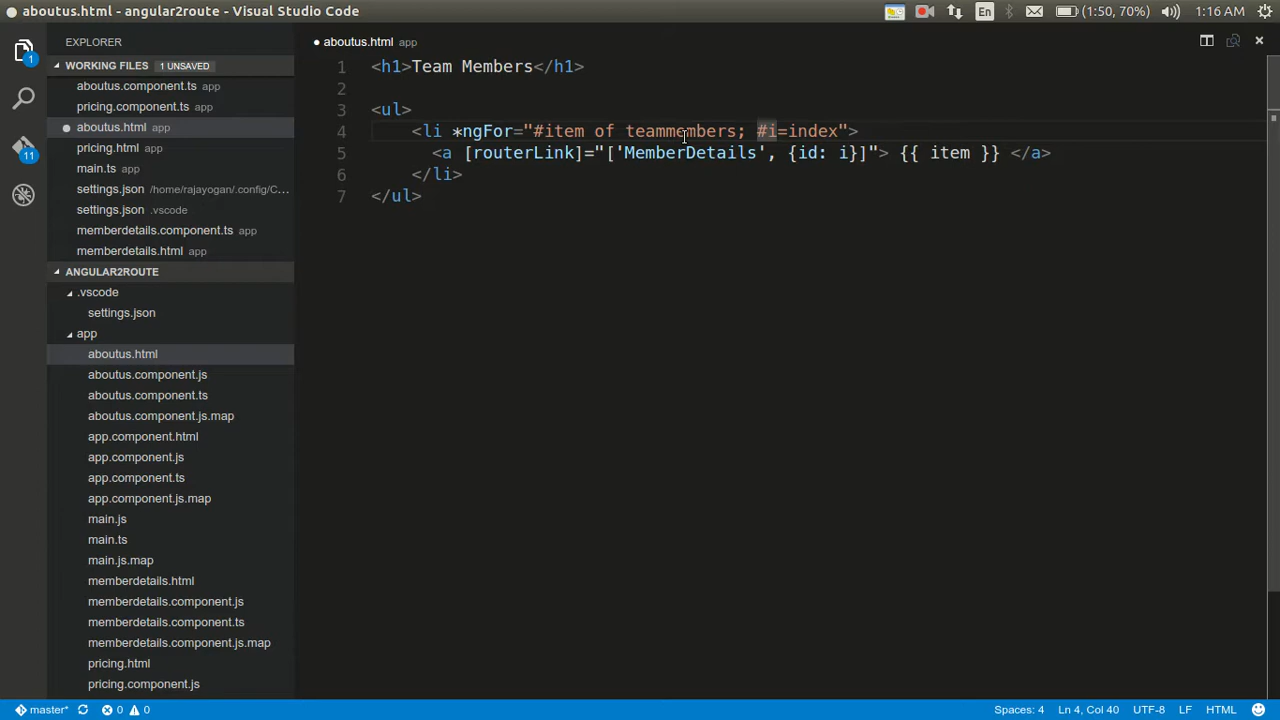 aboutus.html - angular2route - Visual Studio Code
En
(1:50, 70%)
1:16 AM
EXPLORER
WORKING FILES 1 UNSAVED
aboutus.component.ts app
pricing.component.ts app
aboutus.html app
pricing.html app
main.ts app
settings.json /home/rajayogan/.config/C...
settings.json .vscode
memberdetails.component.ts app
memberdetails.html app
ANGULAR2ROUTE
.vscode
settings.json
app
aboutus.html
aboutus.component.js
aboutus.component.ts
aboutus.component.js.map
app.component.html
app.component.js
app.component.ts
app.component.js.map
main.js
main.ts
main.js.map
memberdetails.html
memberdetails.component.js
memberdetails.component.ts
memberdetails.component.js.map
pricing.html
pricing.component.js
1
11
aboutus.html app
1 <h1>Team Members</h1>
2
3 <ul>
4 <li *ngFor="#item of teammembers; #i=index">
5 <a [routerLink]="['MemberDetails', {id: i}]"> {{ item }} </a>
6 </li>
7 </ul>
master*
0
0
Spaces: 4
Ln 4, Col 40
UTF-8
LF
HTML